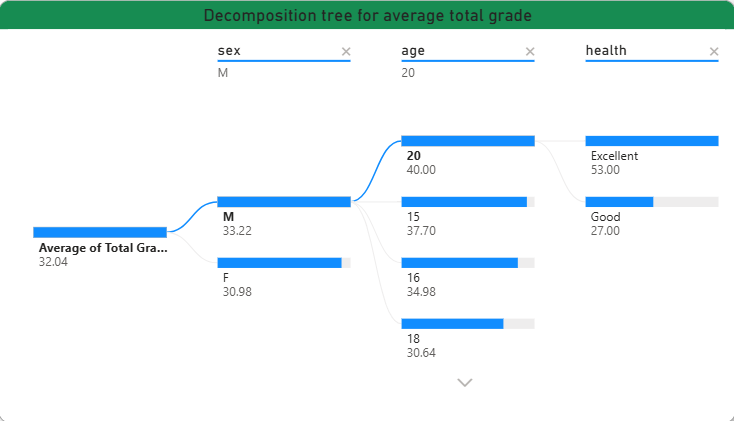 Decomposition tree for average total grade
sex
M
age
20
health
Average of Total Gra...
32.04
M
33.22
F
30.98
20
40.00
15
37.70
16
34.98
18
30.64
Excellent
53.00
Good
27.00